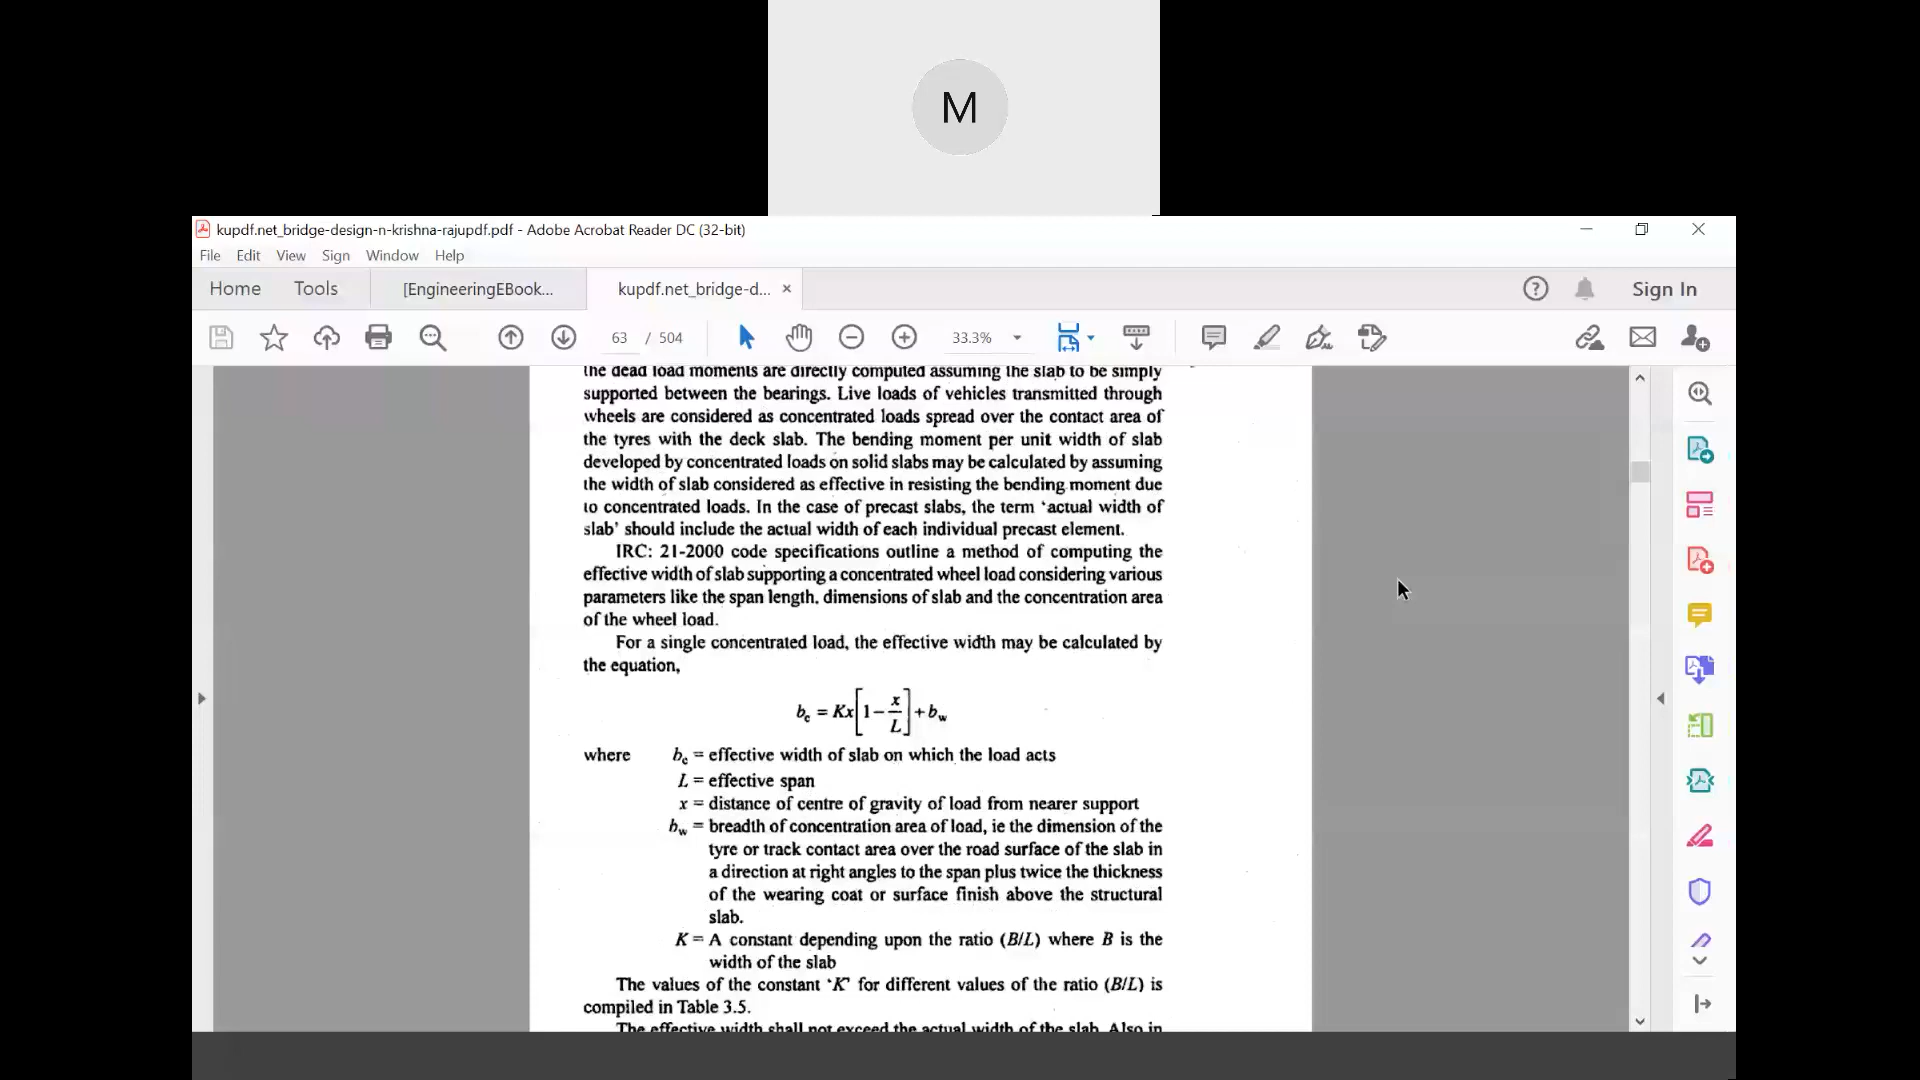 M
kupdf.net_bridge-design-n-krishna-rajupdf.pdf - Adobe Acrobat Reader DC (32-bit)
File Edit View Sign Window Help
Home Tools [EngineeringEBook... kupdf.net_bridge-d... × Sign In
63 / 504 33.3%
the dead load moments are directly computed assuming the slab to be simply
supported between the bearings. Live loads of vehicles transmitted through
wheels are considered as concentrated loads spread over the contact area of
the tyres with the deck slab. The bending moment per unit width of slab
developed by concentrated loads on solid slabs may be calculated by assuming
the width of slab considered as effective in resisting the bending moment due
to concentrated loads. In the case of precast slabs, the term ‘actual width of
slab’ should include the actual width of each individual precast element.
IRC: 21-2000 code specifications outline a method of computing the
effective width of slab supporting a concentrated wheel load considering various
parameters like the span length, dimensions of slab and the concentration area
of the wheel load.
For a single concentrated load, the effective width may be calculated by
the equation,
b_e = Kx[1 − x/L] + b_w
where b_e = effective width of slab on which the load acts
L = effective span
x = distance of centre of gravity of load from nearer support
b_w = breadth of concentration area of load, ie the dimension of the
tyre or track contact area over the road surface of the slab in
a direction at right angles to the span plus twice the thickness
of the wearing coat or surface finish above the structural
slab.
K = A constant depending upon the ratio (B/L) where B is the
width of the slab
The values of the constant ‘K’ for different values of the ratio (B/L) is
compiled in Table 3.5.
The effective width shall not exceed the actual width of the slab. Also in